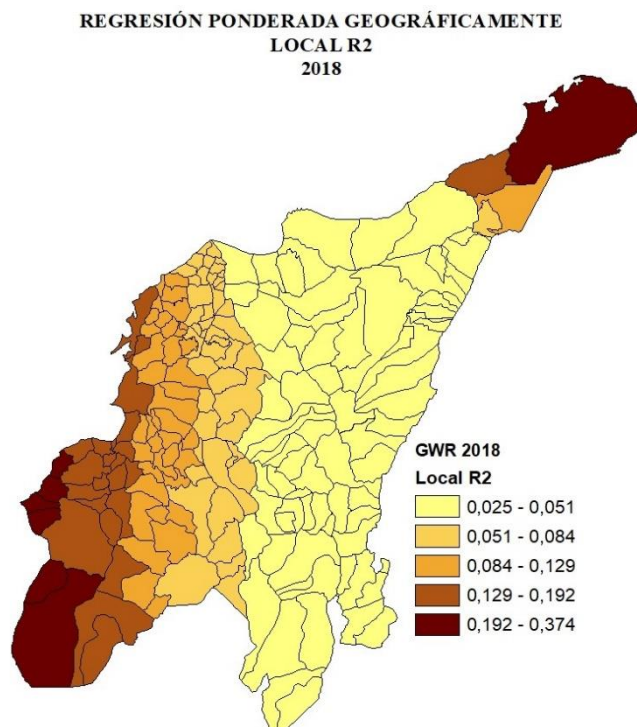 REGRESIÓN PONDERADA GEOGRÁFICAMENTE
LOCAL R2
2018
GWR 2018
Local R2
0,025 - 0,051
0,051 - 0,084
0,084 - 0,129
0,129 - 0,192
0,192 - 0,374